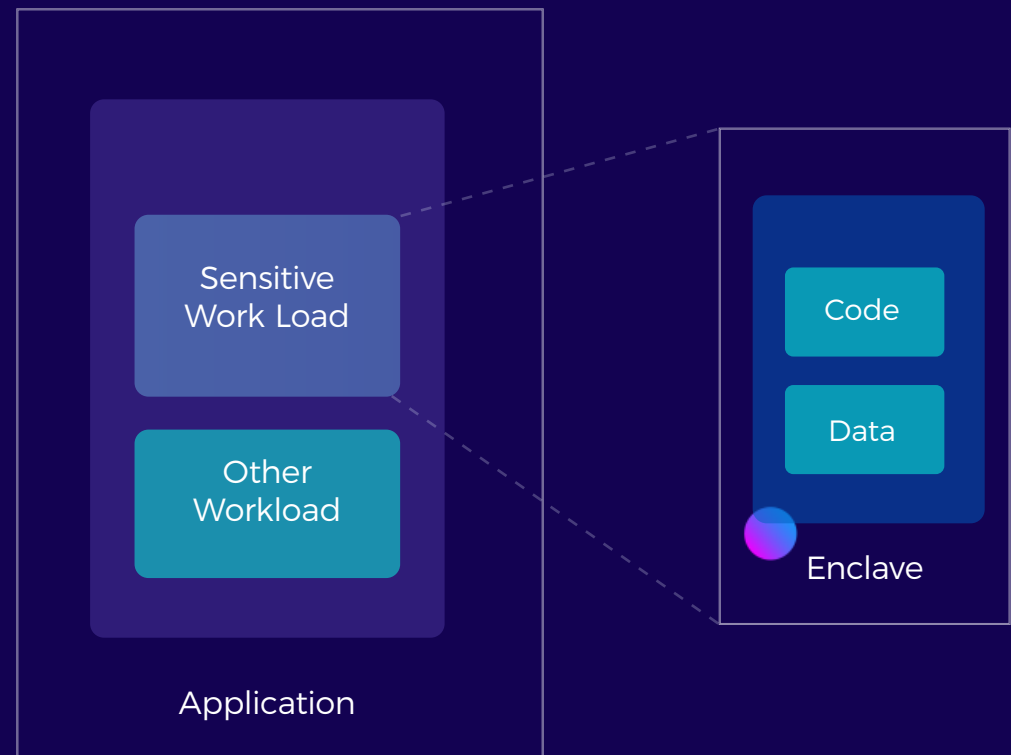 Sensitive
Work Load
Other
Workload
Application
Code
Data
Enclave